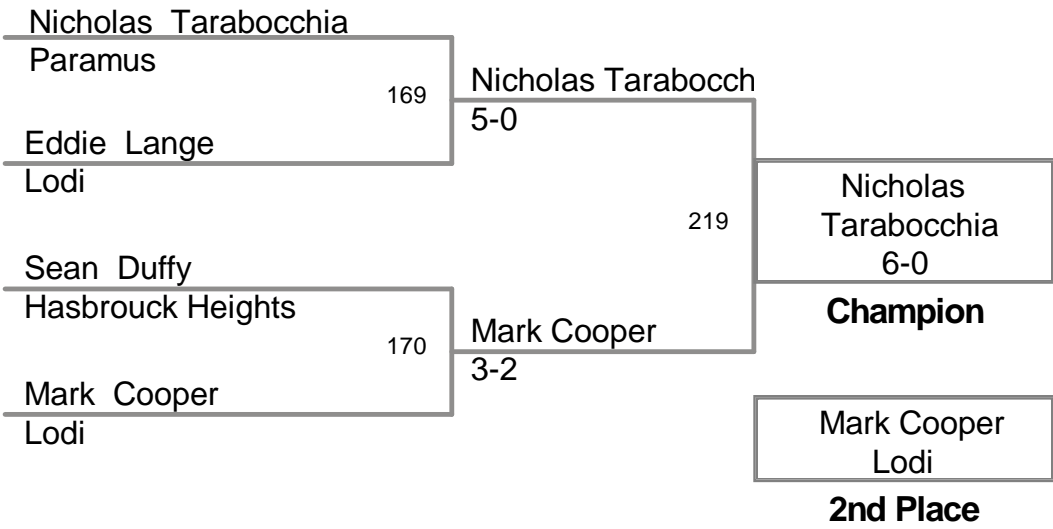 Nicholas Tarabocchia
Paramus
169
Nicholas Tarabocch
5-0
Eddie Lange
Lodi
219
Nicholas
Tarabocchia
6-0
Champion
Sean Duffy
Hasbrouck Heights
170
Mark Cooper
3-2
Mark Cooper
Lodi
Mark Cooper
Lodi
2nd Place